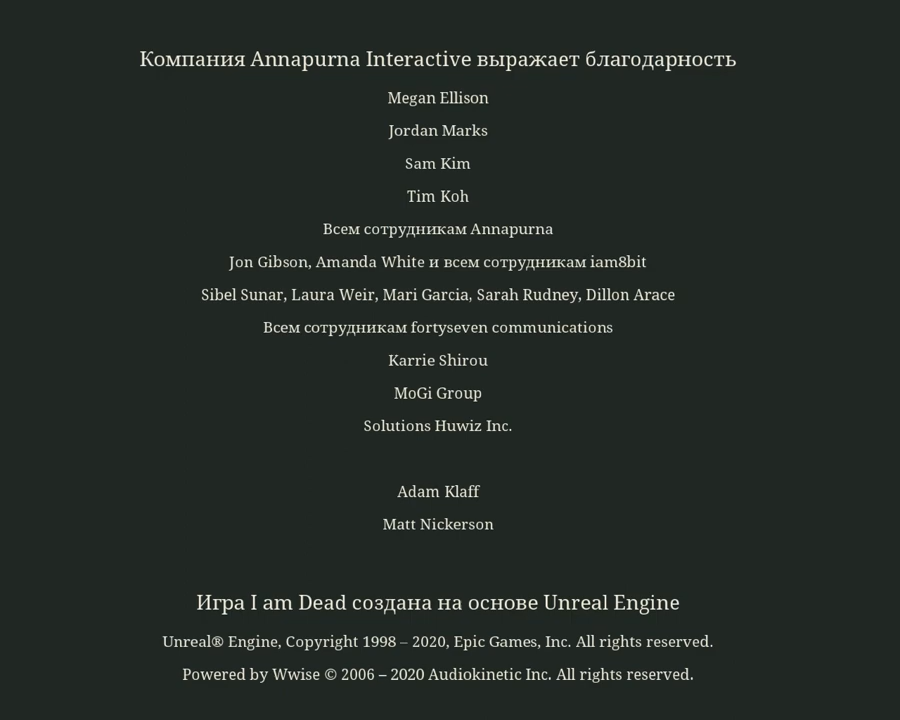 Компания Annapurna Interactive выражает благодарность
Megan Ellison
Jordan Marks
Sam Kim
Tim Koh
Всем сотрудникам Annapurna
Jon Gibson, Amanda White и всем сотрудникам iam8bit
Sibel Sunar, Laura Weir, Mari Garcia, Sarah Rudney, Dillon Arace
Всем сотрудникам fortyseven communications
Karrie Shirou
MoGi Group
Solutions Huwiz Inc.
Adam Klaff
Matt Nickerson
Игра I am Dead создана на основе Unreal Engine
Unreal® Engine, Copyright 1998 – 2020, Epic Games, Inc. All rights reserved.
Powered by Wwise © 2006 – 2020 Audiokinetic Inc. All rights reserved.